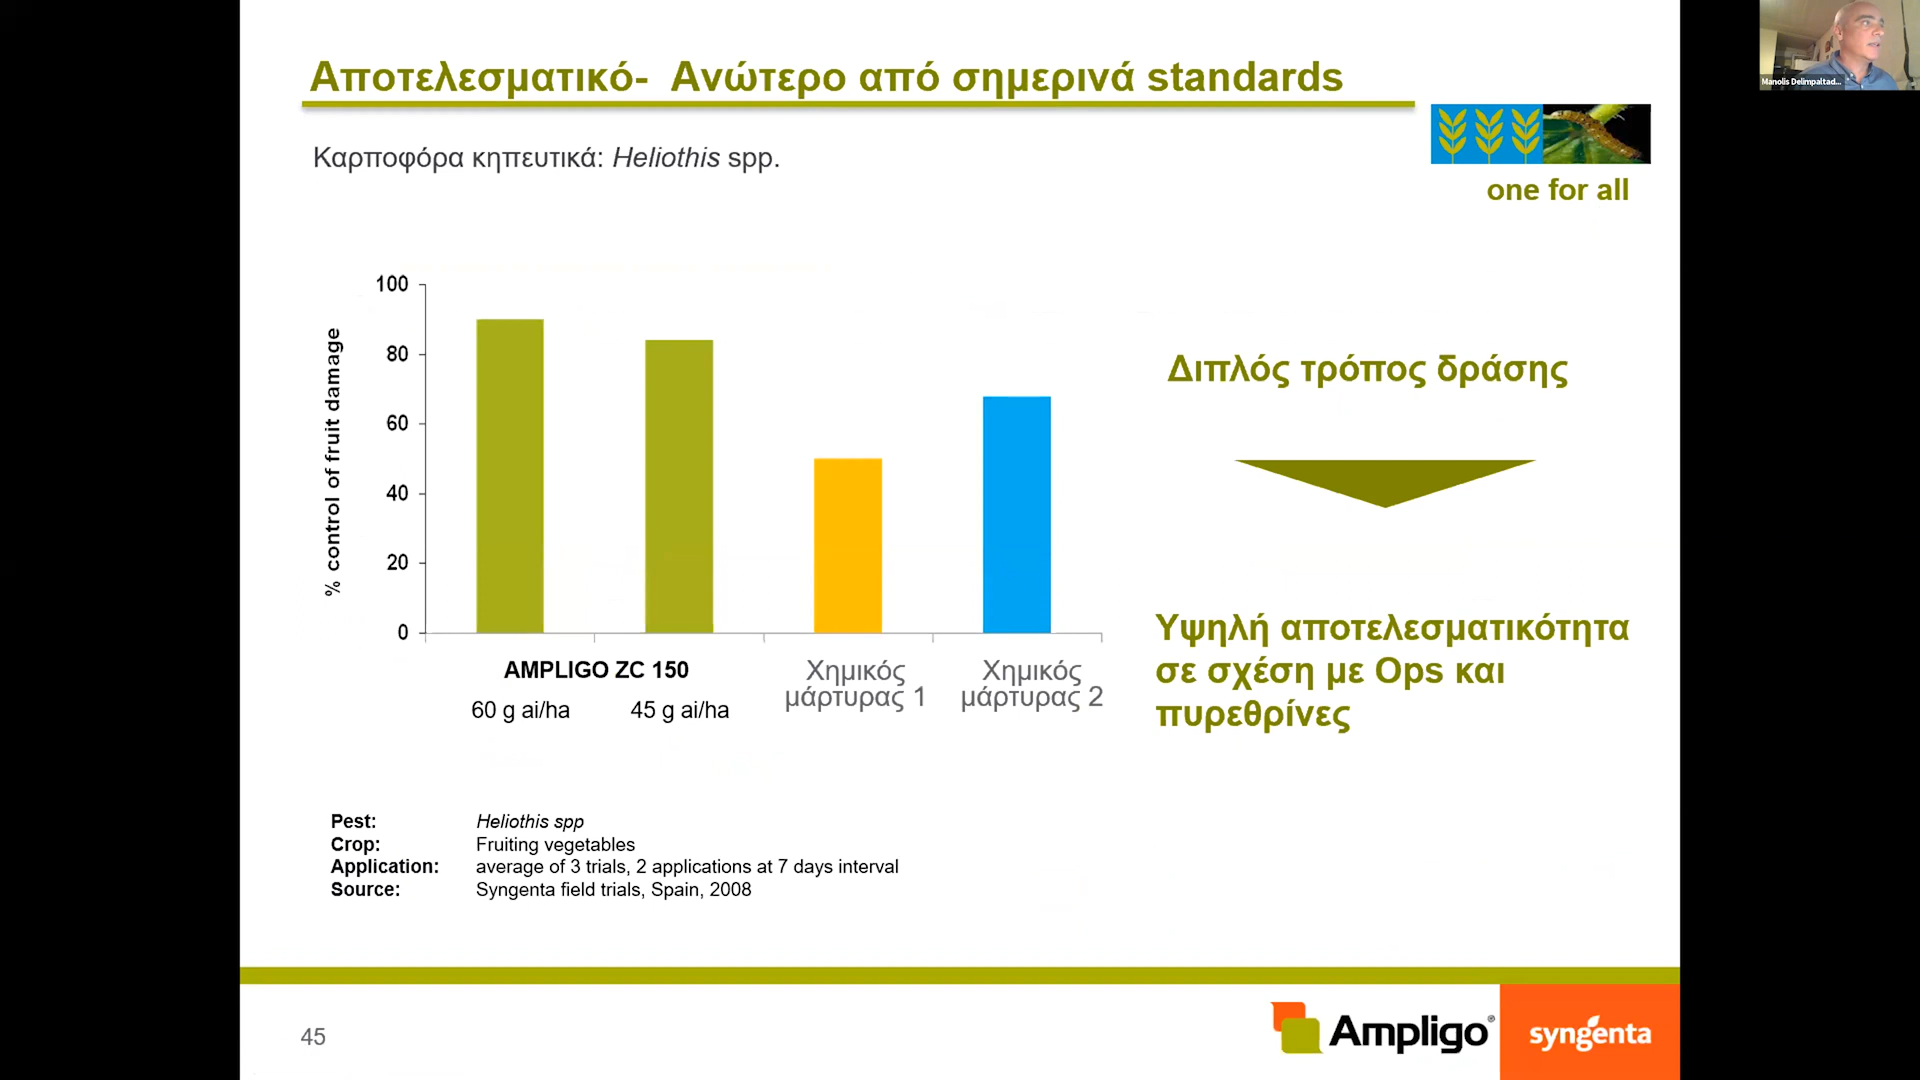 Manolis Delimpaltad...
Αποτελεσματικό- Ανώτερο από σημερινά standards
Καρποφόρα κηπευτικά: Heliothis spp.
one for all
% control of fruit damage
100
80
60
40
20
0
AMPLIGO ZC 150
60 g ai/ha
45 g ai/ha
Χημικός
μάρτυρας 1
Χημικός
μάρτυρας 2
Διπλός τρόπος δράσης
Υψηλή αποτελεσματικότητα
σε σχέση με Ops και
πυρεθρίνες
Pest: Heliothis spp
Crop: Fruiting vegetables
Application: average of 3 trials, 2 applications at 7 days interval
Source: Syngenta field trials, Spain, 2008
45
Ampligo®
syngenta